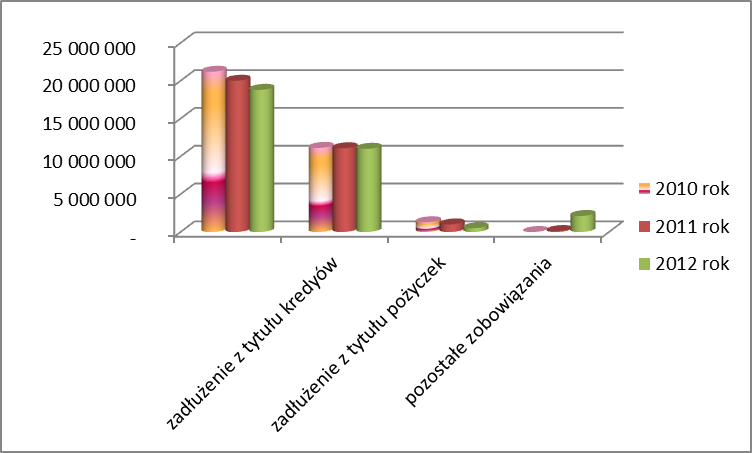 25 000 000
20 000 000
15 000 000
10 000 000
5 000 000
-
zadłużenie z tytułu kredyów
zadłużenie z tytułu pożyczek
pozostałe zobowiązania
2010 rok
2011 rok
2012 rok